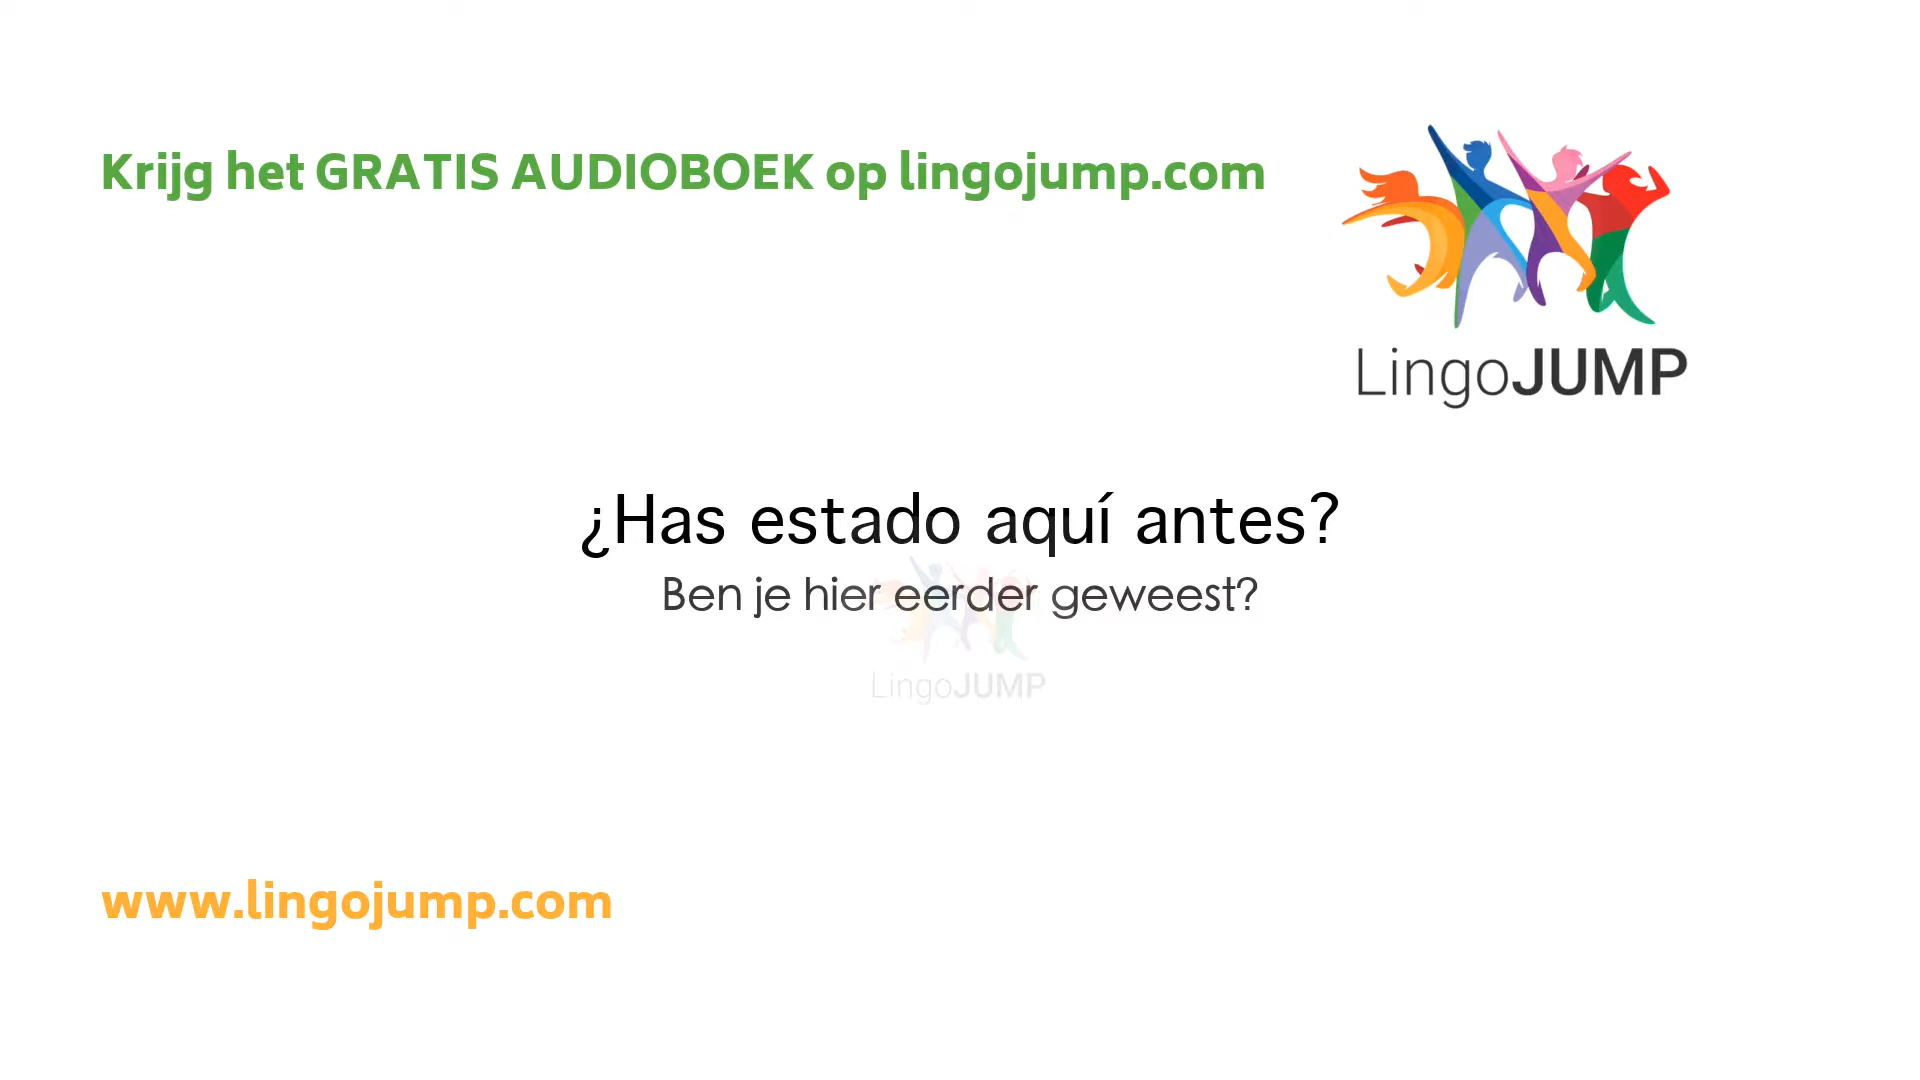 Krijg het GRATIS AUDIOBOEK op lingojump.com
LingoJUMP
¿Has estado aquí antes?
Ben je hier eerder geweest?
LingoJUMP
www.lingojump.com